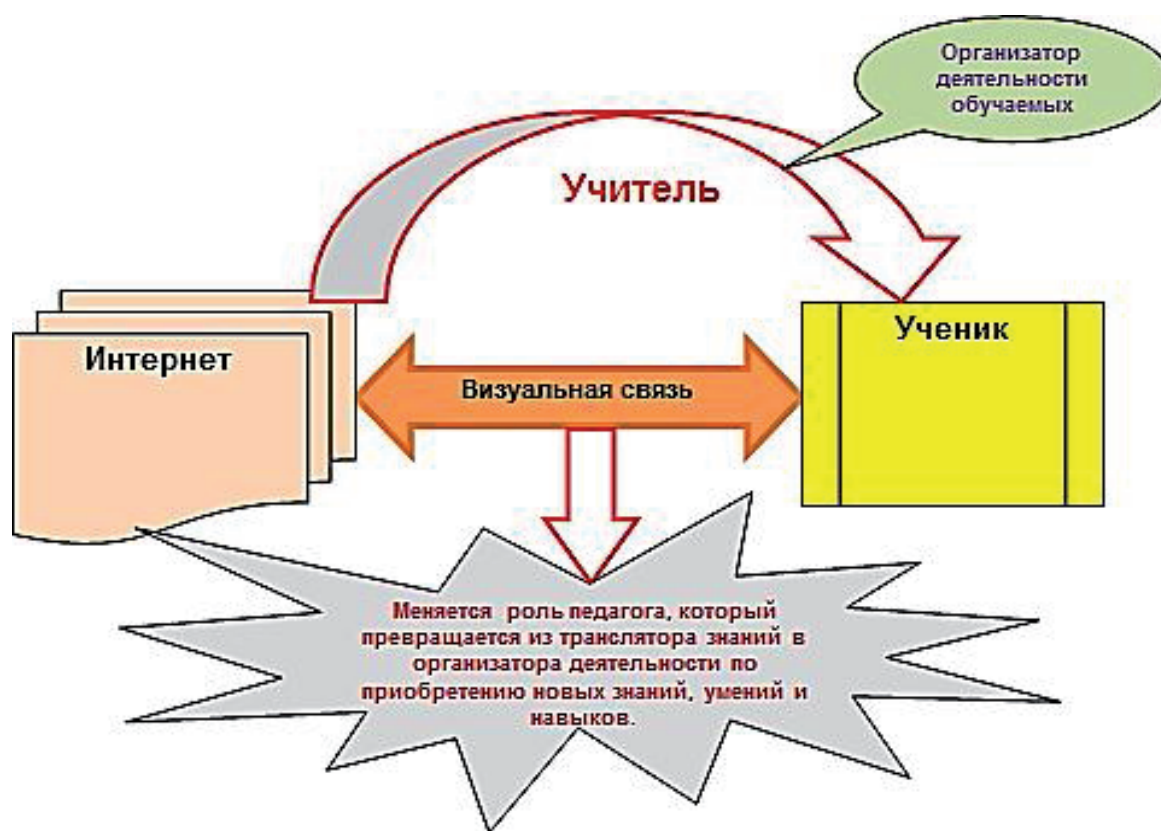 Организатор
деятельности
обучаемых
Учитель
Интернет
Визуальная связь
Ученик
Меняется роль педагога, который
превращается из транслятора знаний в
организатора деятельности по
приобретению новых знаний, умений и
навыков.